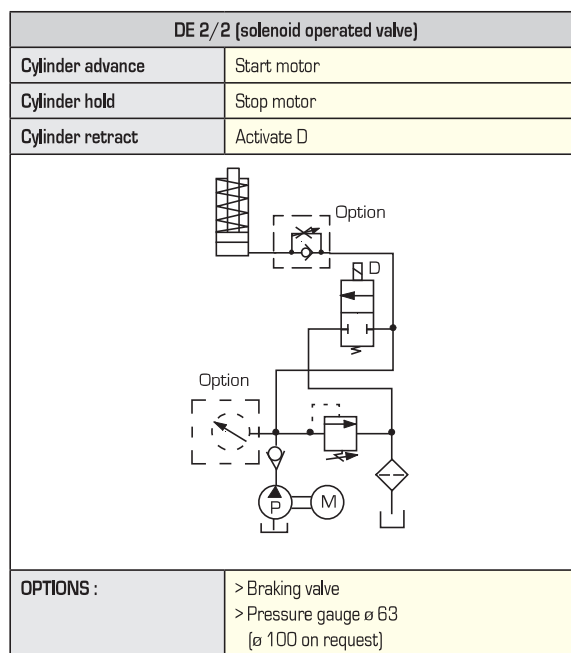 DE 2/2 (solenoid operated valve)
Cylinder advance Start motor
Cylinder hold Stop motor
Cylinder retract Activate D
Option
D
Option
P M
OPTIONS : > Braking valve
> Pressure gauge ø 63
(ø 100 on request)